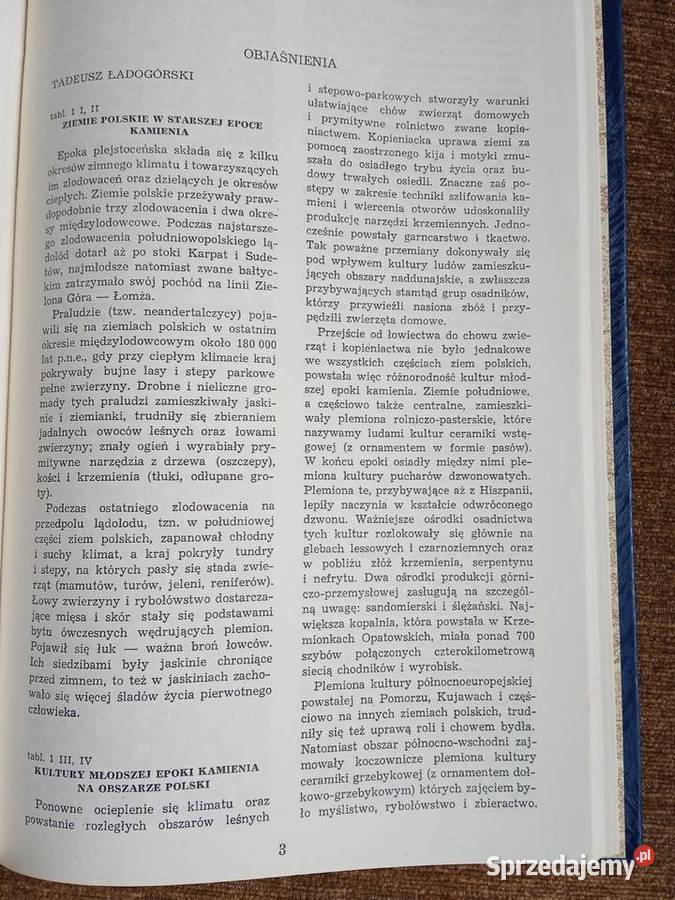 OBJAŚNIENIA
TADEUSZ ŁADOGÓRSKI
tabl. 1 I, II
ZIEMIE POLSKIE W STARSZEJ EPOCE
KAMIENIA
Epoka plejstoceńska składa się z kilku
okresów zimnego klimatu i towarzyszących
im zlodowaceń oraz dzielących je okresów
ciepłych. Ziemie polskie przeżywały praw-
dopodobnie trzy zlodowacenia i dwa okre-
sy międzylodowcowe. Podczas najstarsze-
go zlodowacenia południowopolskiego lą-
dolód dotarł aż po stoki Karpat i Sude-
tów, najmłodsze natomiast zwane bałtyc-
kim zatrzymało swój pochód na linii Zie-
lona Góra — Łomża.
Praludzie (tzw. neandertalczycy) poja-
wili się na ziemiach polskich w ostatnim
okresie międzylodowcowym około 180 000
lat p.n.e., gdy przy ciepłym klimacie kraj
pokrywały bujne lasy i stepy parkowe
pełne zwierzyny. Drobne i nieliczne gro-
mady tych praludzi zamieszkiwały jaski-
nie i ziemianki, trudniły się zbieraniem
jadalnych owoców leśnych oraz łowami
zwierzyny; znały ogień i wyrabiały pry-
mitywne narzędzia z drzewa (oszczepy),
kości i krzemienia (tłuki, odłupane gro-
ty).
Podczas ostatniego zlodowacenia na
przedpolu lądolodu, tzn. w południowej
części ziem polskich, zapanował chłodny
i suchy klimat, a kraj pokryły tundry
i stepy, na których pasły się stada zwie-
rząt (mamutów, turów, jeleni, reniferów).
Łowy zwierzyny i rybołówstwo dostarcza-
jące mięsa i skór stały się podstawami
bytu ówczesnych wędrujących plemion.
Pojawił się łuk — ważna broń łowców.
Ich siedzibami były jaskinie chroniące
przed zimnem, to też w jaskiniach zacho-
wało się więcej śladów życia pierwotnego
człowieka.
tabl. 1 III, IV
KULTURY MŁODSZEJ EPOKI KAMIENIA
NA OBSZARZE POLSKI
Ponowne ocieplenie się klimatu oraz
powstanie rozległych obszarów leśnych
i stepowo-parkowych stworzyły warunki
ułatwiające chów zwierząt domowych
i prymitywne rolnictwo zwane kopie-
niactwem. Kopieniacka uprawa ziemi za
pomocą zaostrzonego kija i motyki zmu-
szała do osiadłego trybu życia oraz bu-
dowy trwałych osiedli. Znaczne zaś po-
stępy w zakresie techniki szlifowania ka-
mieni i wiercenia otworów udoskonaliły
produkcję narzędzi krzemiennych. Jedno-
cześnie powstały garncarstwo i tkactwo.
Tak poważne przemiany dokonywały się
pod wpływem kultury ludów zamieszku-
jących obszary naddunajskie, a zwłaszcza
przybywających stamtąd grup osadników,
którzy przywieźli nasiona zbóż i przy-
pędzili zwierzęta domowe.
Przejście od łowiectwa do chowu zwie-
rząt i kopieniactwa nie było jednakowe
we wszystkich częściach ziem polskich,
powstała więc różnorodność kultur młod-
szej epoki kamienia. Ziemie południowe,
a częściowo także centralne, zamieszki-
wały plemiona rolniczo-pasterskie, które
nazywamy ludami kultur ceramiki wstę-
gowej (z ornamentem w formie pasów).
W końcu epoki osiadły między nimi ple-
miona kultury pucharów dzwonowatych.
Plemiona te, przybywające aż z Hiszpanii,
lepiły naczynia w kształcie odwróconego
dzwonu. Ważniejsze ośrodki osadnictwa
tych kultur rozlokowały się głównie na
glebach lessowych i czarnoziemnych oraz
w pobliżu złóż krzemienia, serpentynu
i nefrytu. Dwa ośrodki produkcji górni-
czo-przemysłowej zasługują na szczegól-
ną uwagę: sandomierski i ślężański. Naj-
większa kopalnia, która powstała w Krze-
mionkach Opatowskich, miała ponad 700
szybów połączonych czterokilometrową
siecią chodników i wyrobisk.
Plemiona kultury północnoeuropejskiej
powstałej na Pomorzu, Kujawach i częś-
ciowo na innych ziemiach polskich, trud-
niły się też uprawą roli i chowem bydła.
Natomiast obszar północno-wschodni zaj-
mowały koczownicze plemiona kultury
ceramiki grzebykowej (z ornamentem doł-
kowo-grzebykowym) których zajęciem by-
ło myślistwo, rybołówstwo i zbieractwo.
3
Sprzedajemy.pl